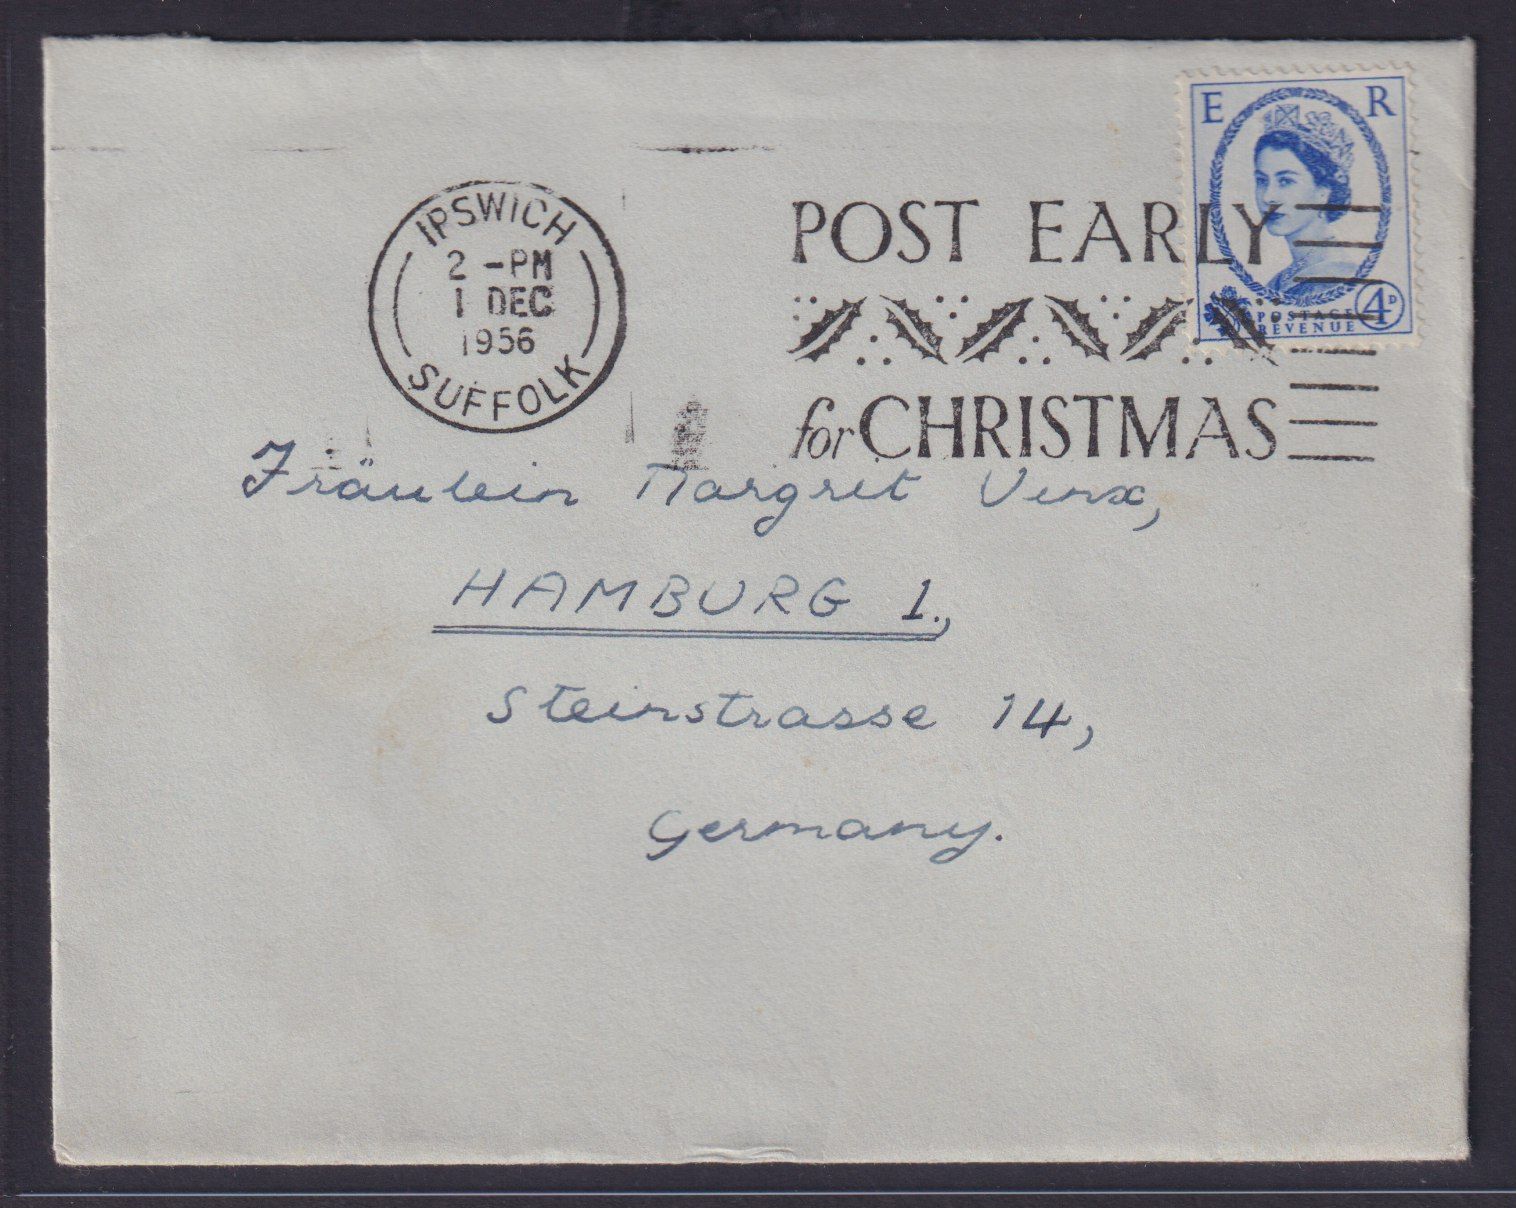 E R
POSTAGE 4D
REVENUE
IPSWICH
2 -PM
1 DEC
1956
SUFFOLK
POST EARLY
for CHRISTMAS
Fräulein Margrit Vinx,
HAMBURG 1.,
Steinstrasse 14,
Germany.